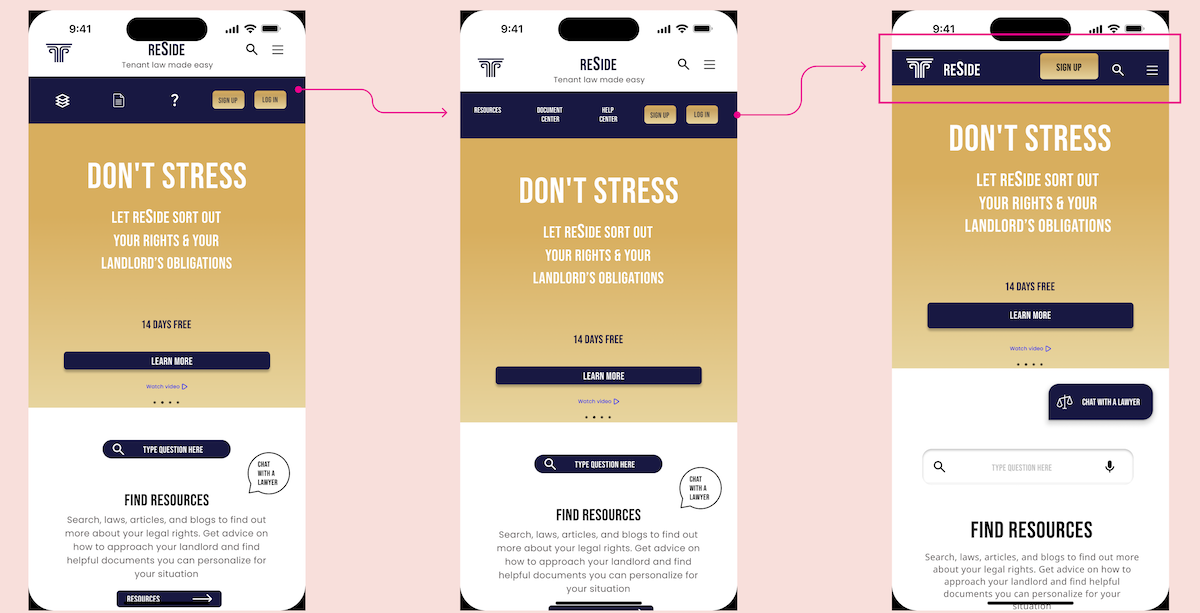 9:41
RESIDE
Tenant law made easy
?
SIGN UP
LOG IN
DON'T STRESS
LET RESIDE SORT OUT
YOUR RIGHTS & YOUR
LANDLORD'S OBLIGATIONS
14 DAYS FREE
LEARN MORE
Watch video
TYPE QUESTION HERE
CHAT
WITH A
LAWYER
FIND RESOURCES
Search, laws, articles, and blogs to find out
more about your legal rights. Get advice on
how to approach your landlord and find
helpful documents you can personalize for
your situation
RESOURCES
9:41
RESIDE
Tenant law made easy
RESOURCES
DOCUMENT
CENTER
HELP
CENTER
SIGN UP
LOG IN
DON'T STRESS
LET RESIDE SORT OUT
YOUR RIGHTS & YOUR
LANDLORD'S OBLIGATIONS
14 DAYS FREE
LEARN MORE
Watch video
TYPE QUESTION HERE
CHAT
WITH A
LAWYER
FIND RESOURCES
Search, laws, articles, and blogs to find out
more about your legal rights. Get advice on
how to approach your landlord and find
helpful documents you can personalize for
your situation
9:41
RESIDE
SIGN UP
DON'T STRESS
LET RESIDE SORT OUT
YOUR RIGHTS & YOUR
LANDLORD'S OBLIGATIONS
14 DAYS FREE
LEARN MORE
Watch video
CHAT WITH A LAWYER
TYPE QUESTION HERE
FIND RESOURCES
Search, laws, articles, and blogs to find out more
about your legal rights. Get advice on how to
approach your landlord and find helpful
documents you can personalize for your
situation